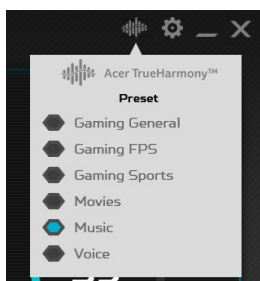 Acer TrueHarmony™
Preset
Gaming General
Gaming FPS
Gaming Sports
Movies
Music
Voice